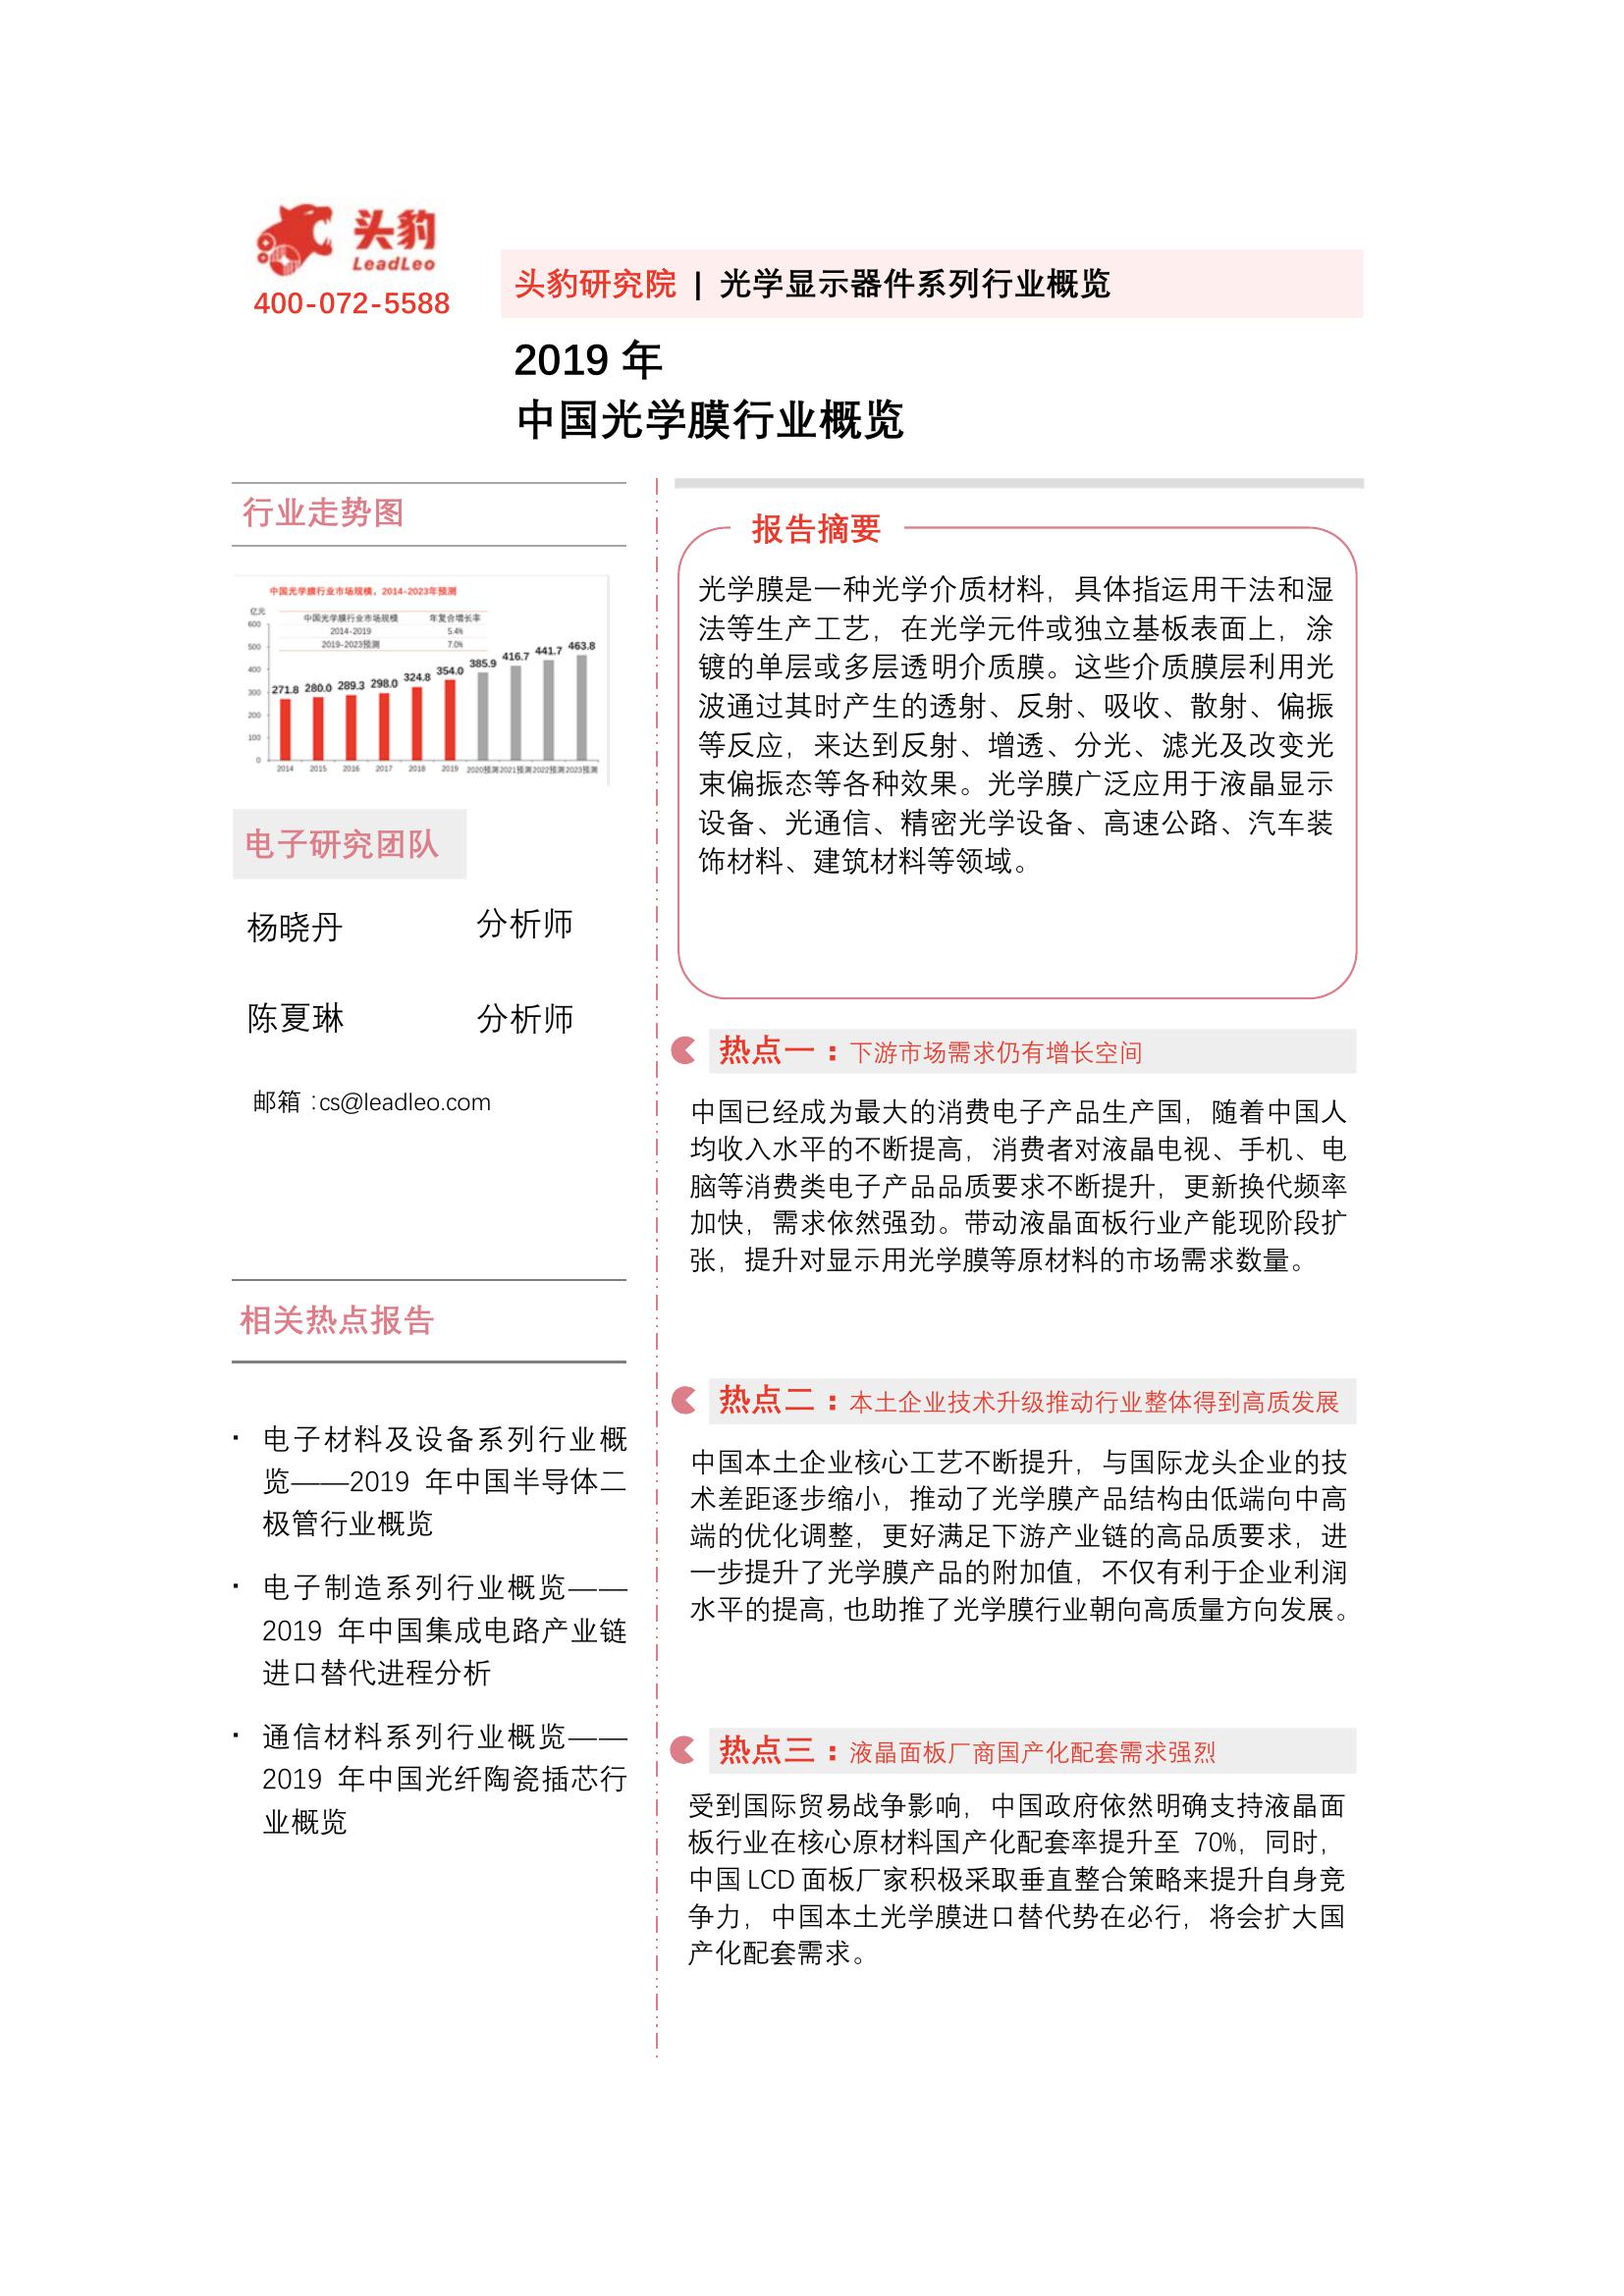 头豹
LeadLeo
400-072-5588
头豹研究院 | 光学显示器件系列行业概览
2019 年
中国光学膜行业概览
行业走势图
中国光学膜行业市场规模，2014-2023年预测
亿元
中国光学膜行业市场规模 年复合增长率
2014-2019 5.4%
2019-2023预测 7.0%
600
500
400
300
200
100
0
271.8 280.0 289.3 298.0 324.8 354.0 385.9 416.7 441.7 463.8
2014 2015 2016 2017 2018 2019 2020预测 2021预测 2022预测 2023预测
电子研究团队
杨晓丹 分析师
陈夏琳 分析师
邮箱 :cs@leadleo.com
相关热点报告
· 电子材料及设备系列行业概
览——2019 年中国半导体二
极管行业概览
· 电子制造系列行业概览——
2019 年中国集成电路产业链
进口替代进程分析
· 通信材料系列行业概览——
2019 年中国光纤陶瓷插芯行
业概览
报告摘要
光学膜是一种光学介质材料，具体指运用干法和湿
法等生产工艺，在光学元件或独立基板表面上，涂
镀的单层或多层透明介质膜。这些介质膜层利用光
波通过其时产生的透射、反射、吸收、散射、偏振
等反应，来达到反射、增透、分光、滤光及改变光
束偏振态等各种效果。光学膜广泛应用于液晶显示
设备、光通信、精密光学设备、高速公路、汽车装
饰材料、建筑材料等领域。
热点一：下游市场需求仍有增长空间
中国已经成为最大的消费电子产品生产国，随着中国人
均收入水平的不断提高，消费者对液晶电视、手机、电
脑等消费类电子产品品质要求不断提升，更新换代频率
加快，需求依然强劲。带动液晶面板行业产能现阶段扩
张，提升对显示用光学膜等原材料的市场需求数量。
热点二：本土企业技术升级推动行业整体得到高质发展
中国本土企业核心工艺不断提升，与国际龙头企业的技
术差距逐步缩小，推动了光学膜产品结构由低端向中高
端的优化调整，更好满足下游产业链的高品质要求，进
一步提升了光学膜产品的附加值，不仅有利于企业利润
水平的提高，也助推了光学膜行业朝向高质量方向发展。
热点三：液晶面板厂商国产化配套需求强烈
受到国际贸易战争影响，中国政府依然明确支持液晶面
板行业在核心原材料国产化配套率提升至 70%，同时，
中国 LCD 面板厂家积极采取垂直整合策略来提升自身竞
争力，中国本土光学膜进口替代势在必行，将会扩大国
产化配套需求。